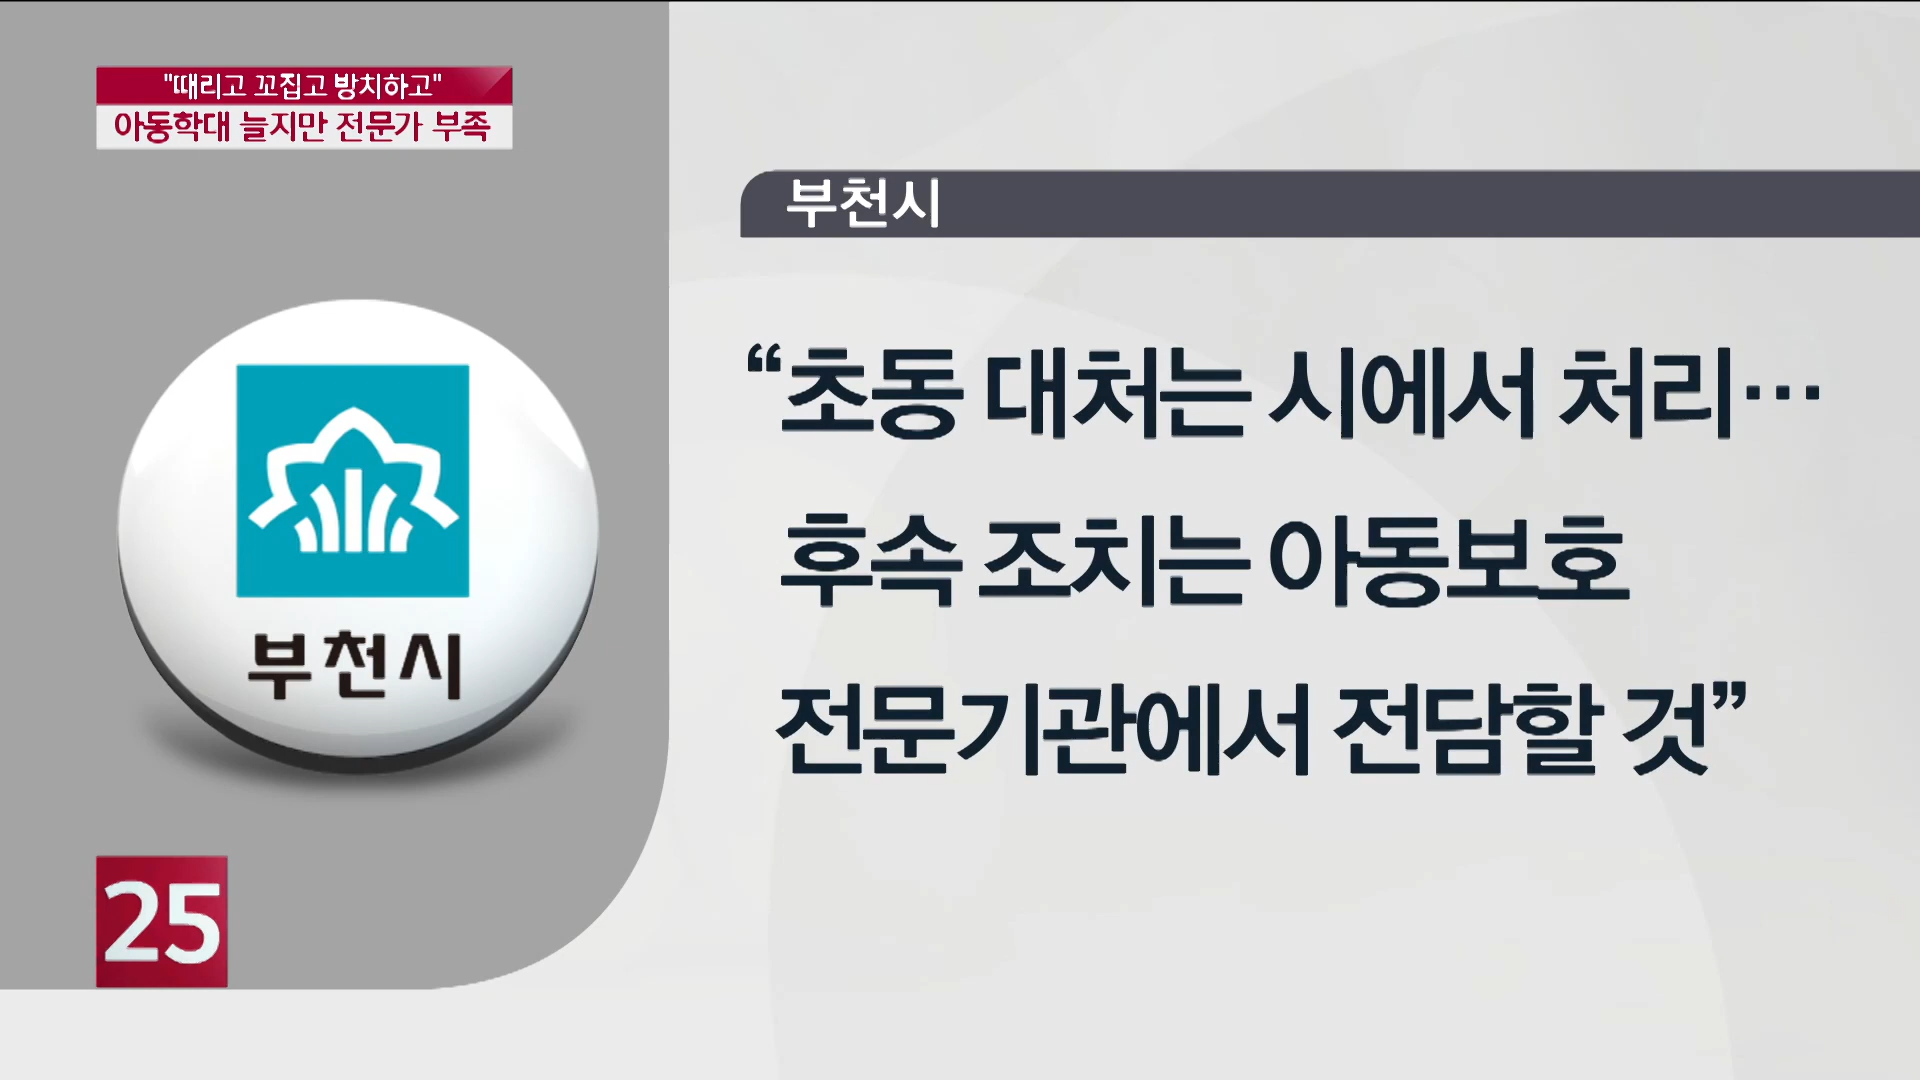 "때리고 꼬집고 방치하고"
아동학대 늘지만 전문가 부족
부천시
“초동 대처는 시에서 처리…
후속 조치는 아동보호
전문기관에서 전담할 것”
부천시
25